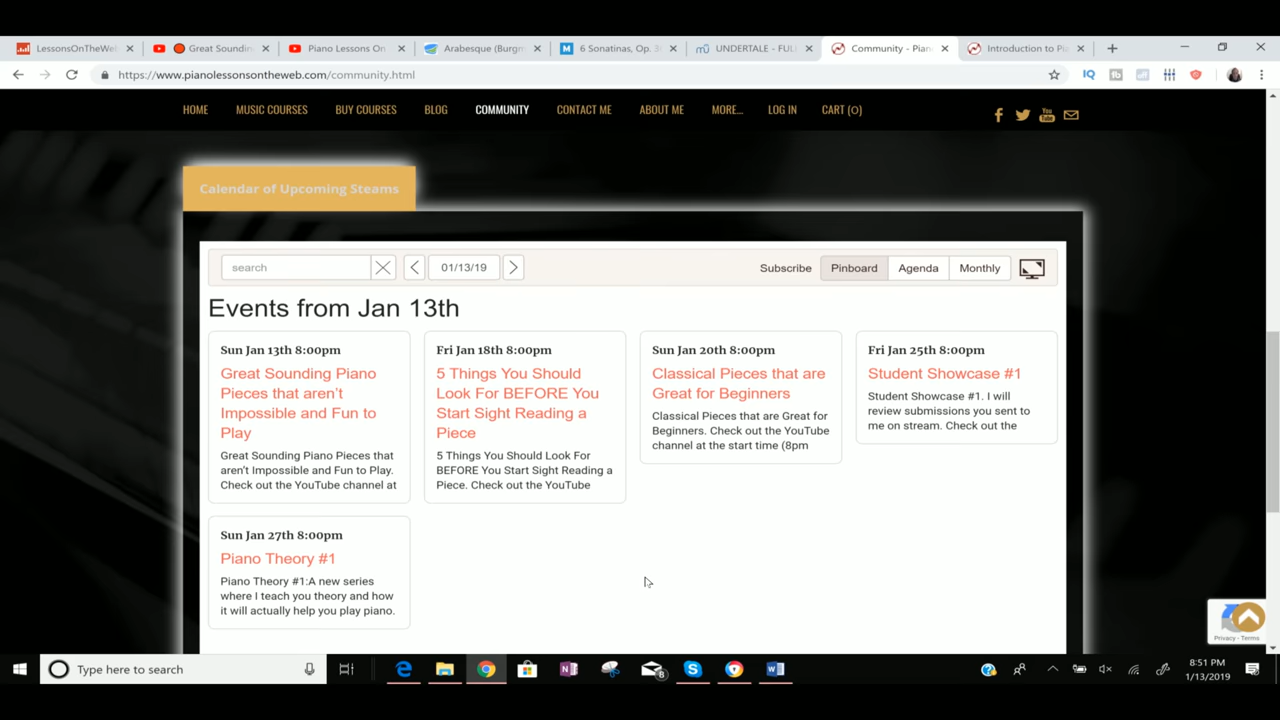 LessonsOnTheWe
Great Soundin
Piano Lessons On
Arabesque (Burgm
6 Sonatinas, Op. 3
UNDERTALE - FUL
Community - Pian
Introduction to Pi
https://www.pianolessonsontheweb.com/community.html
HOME
MUSIC COURSES
BUY COURSES
BLOG
COMMUNITY
CONTACT ME
ABOUT ME
MORE...
LOG IN
CART (0)
Calendar of Upcoming Steams
search
01/13/19
Subscribe
Pinboard
Agenda
Monthly
Events from Jan 13th
Sun Jan 13th 8:00pm
Great Sounding Piano
Pieces that aren't
Impossible and Fun to
Play
Great Sounding Piano Pieces that
aren't Impossible and Fun to Play.
Check out the YouTube channel at
Fri Jan 18th 8:00pm
5 Things You Should
Look For BEFORE You
Start Sight Reading a
Piece
5 Things You Should Look For
BEFORE You Start Sight Reading a
Piece. Check out the YouTube
Sun Jan 20th 8:00pm
Classical Pieces that are
Great for Beginners
Classical Pieces that are Great for
Beginners. Check out the YouTube
channel at the start time (8pm
Fri Jan 25th 8:00pm
Student Showcase #1
Student Showcase #1. I will
review submissions you sent to
me on stream. Check out the
Sun Jan 27th 8:00pm
Piano Theory #1
Piano Theory #1:A new series
where I teach you theory and how
it will actually help you play piano.
Privacy - Terms
Type here to search
8:51 PM
1/13/2019